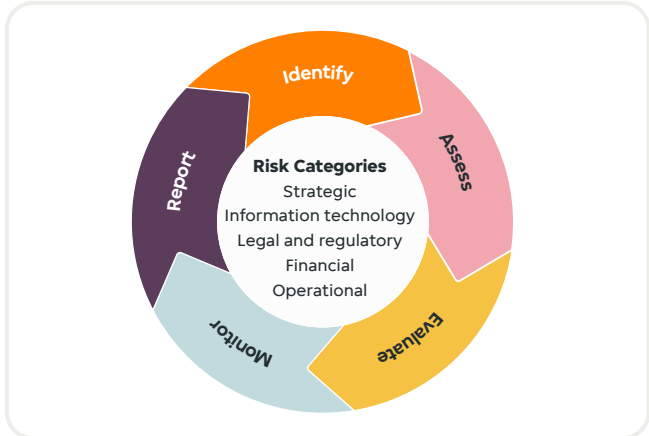 Identify
Assess
Evaluate
Monitor
Report
Risk Categories
Strategic
Information technology
Legal and regulatory
Financial
Operational